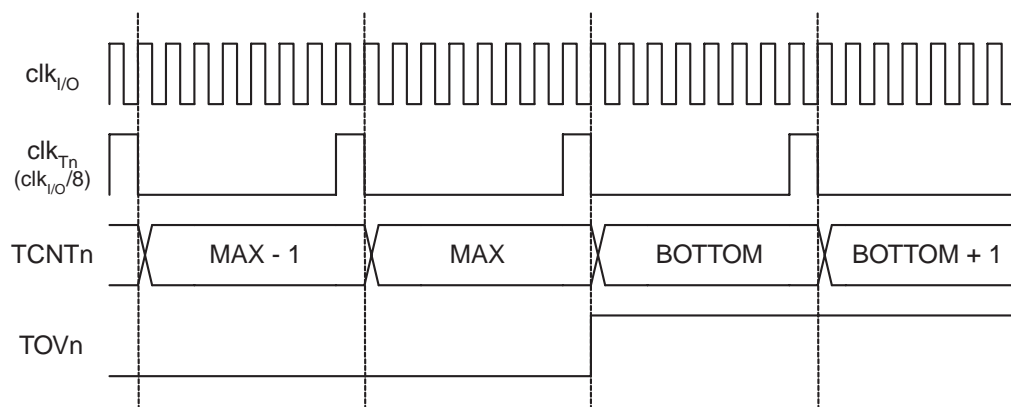 clkI/O
clkTn
(clkI/O/8)
TCNTn MAX - 1 MAX BOTTOM BOTTOM + 1
TOVn